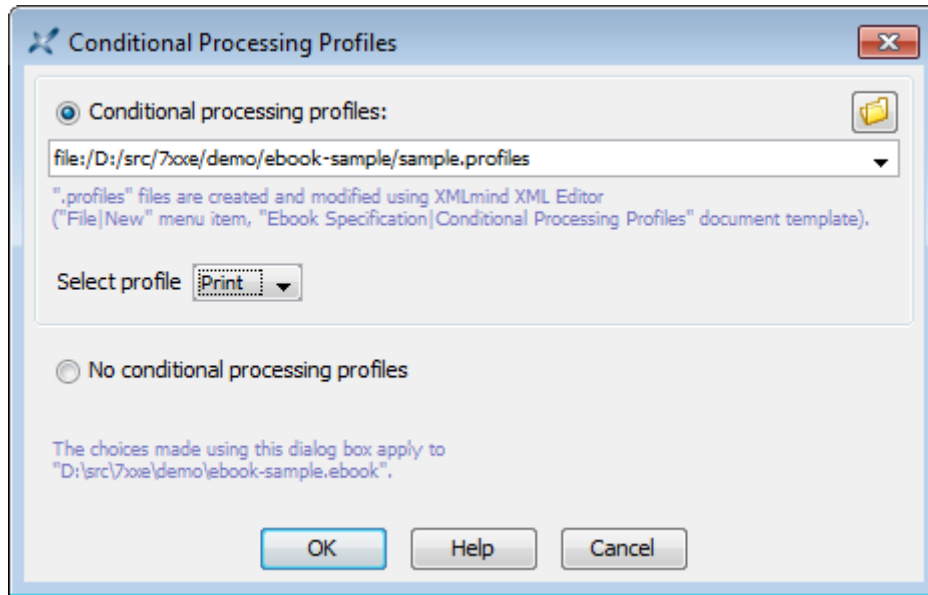 Conditional Processing Profiles
Conditional processing profiles:
file:/D:/src/7xxe/demo/ebook-sample/sample.profiles
".profiles" files are created and modified using XMLmind XML Editor
("File|New" menu item, "Ebook Specification|Conditional Processing Profiles" document template).
Select profile Print
No conditional processing profiles
The choices made using this dialog box apply to
"D:\src\7xxe\demo\ebook-sample.ebook".
OK Help Cancel